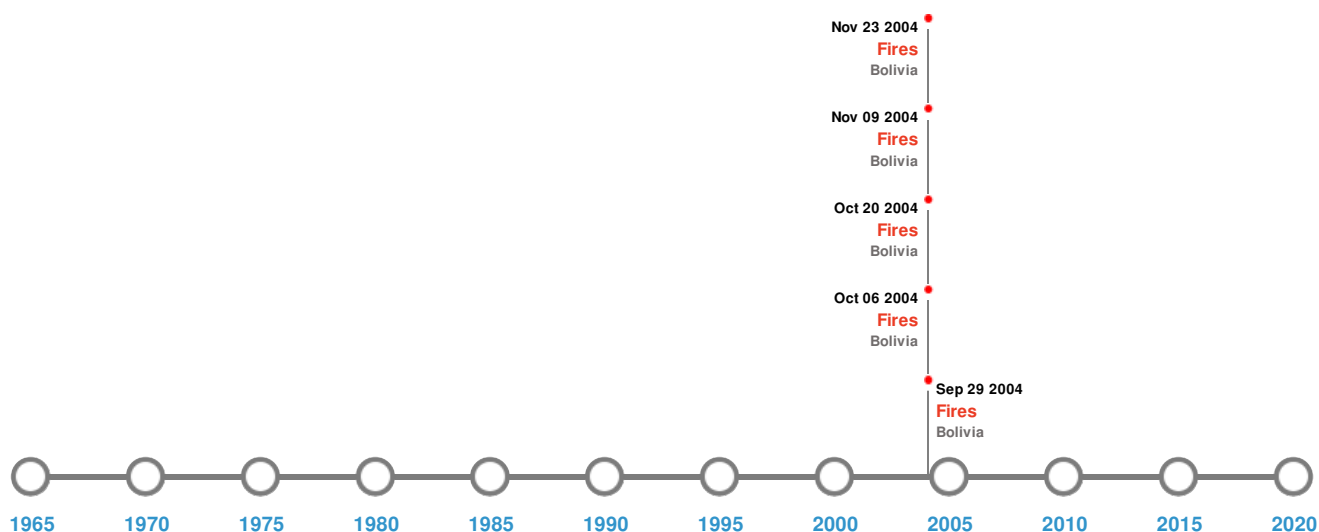 Nov 23 2004
Fires
Bolivia
Nov 09 2004
Fires
Bolivia
Oct 20 2004
Fires
Bolivia
Oct 06 2004
Fires
Bolivia
Sep 29 2004
Fires
Bolivia
1965 1970 1975 1980 1985 1990 1995 2000 2005 2010 2015 2020